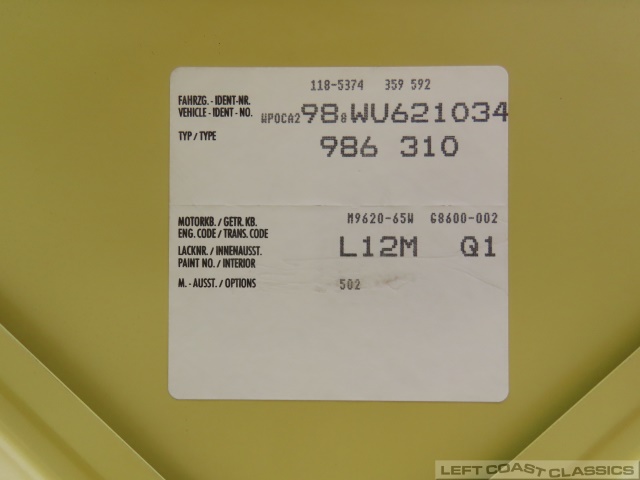 118-5374 359 592
FAHRZG. - IDENT-NR.
VEHICLE - IDENT - NO. WP0CA2988WU621034
TYP / TYPE 986 310
MOTORKB. / GETR. KB. M9620-65W G8600-002
ENG. CODE / TRANS. CODE
LACKNR. / INNENAUSST. L12M Q1
PAINT NO. / INTERIOR
M. - AUSST. / OPTIONS 502
LEFT COAST CLASSICS